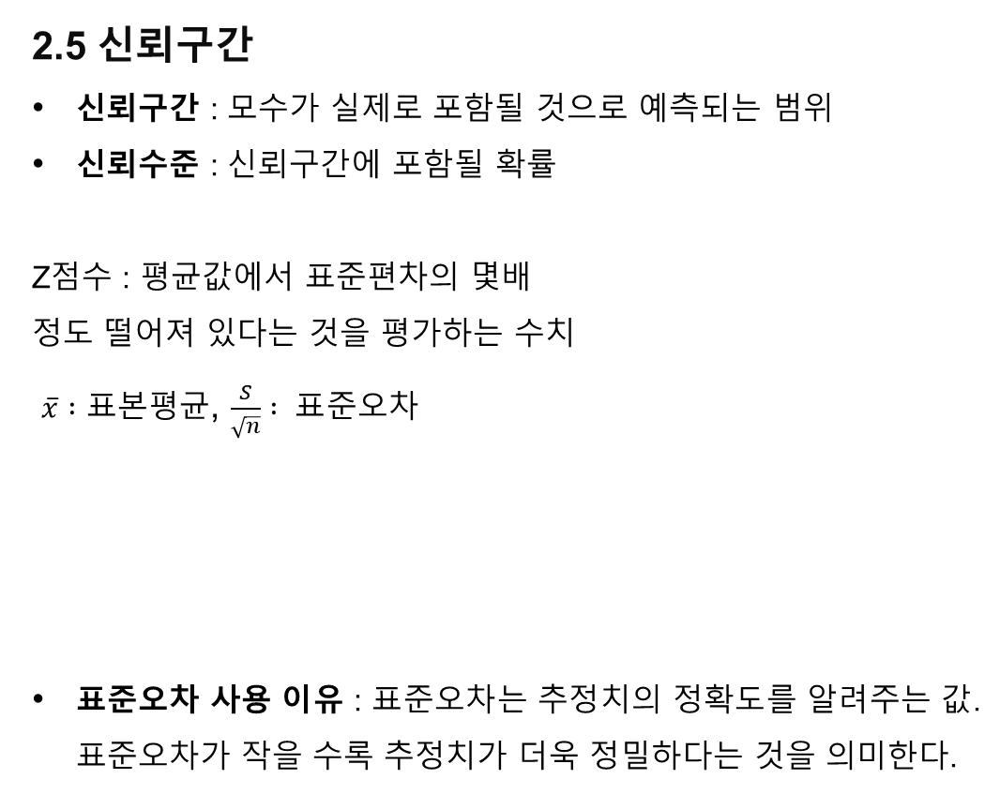 2.5 신뢰구간
• 신뢰구간 : 모수가 실제로 포함될 것으로 예측되는 범위
• 신뢰수준 : 신뢰구간에 포함될 확률
Z점수 : 평균값에서 표준편차의 몇배
정도 떨어져 있다는 것을 평가하는 수치
x̄ : 표본평균, s/√n : 표준오차
• 표준오차 사용 이유 : 표준오차는 추정치의 정확도를 알려주는 값.
표준오차가 작을 수록 추정치가 더욱 정밀하다는 것을 의미한다.